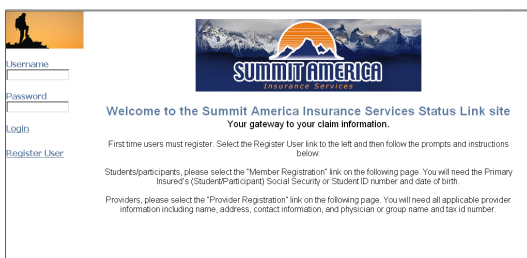 SUMMIT AMERICA
Insurance Services
Username
Password
Login
Register User
Welcome to the Summit America Insurance Services Status Link site
Your gateway to your claim information.
First time users must register. Select the Register User link to the left and then follow the prompts and instructions
below.
Students/participants, please select the "Member Registration" link on the following page. You will need the Primary
Insured's (Student/Participant) Social Security or Student ID number and date of birth.
Providers, please select the "Provider Registration" link on the following page. You will need all applicable provider
information including name, address, contact information, and physician or group name and tax id number.